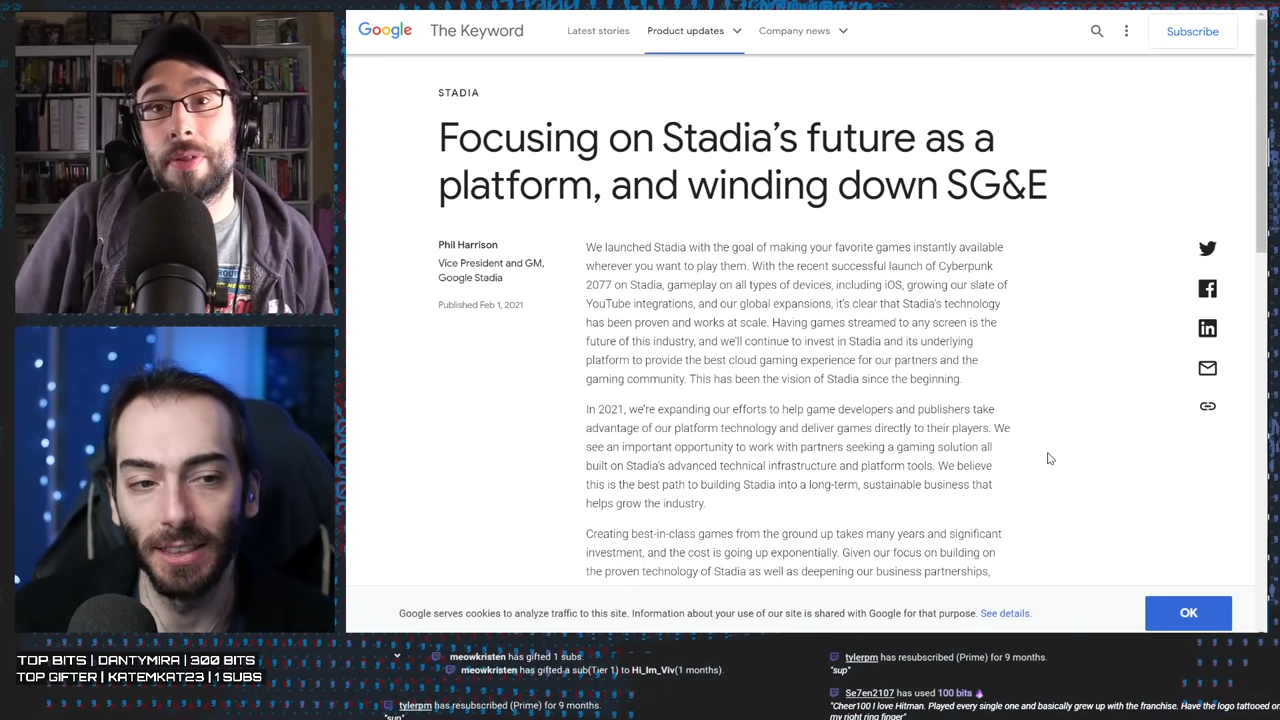 Google The Keyword Latest stories Product updates Company news Subscribe
STADIA
Focusing on Stadia's future as a
platform, and winding down SG&E
Phil Harrison
Vice President and GM,
Google Stadia
Published Feb 1, 2021
We launched Stadia with the goal of making your favorite games instantly available
wherever you want to play them. With the recent successful launch of Cyberpunk
2077 on Stadia, gameplay on all types of devices, including iOS, growing our slate of
YouTube integrations, and our global expansions, it's clear that Stadia's technology
has been proven and works at scale. Having games streamed to any screen is the
future of this industry, and we'll continue to invest in Stadia and its underlying
platform to provide the best cloud gaming experience for our partners and the
gaming community. This has been the vision of Stadia since the beginning.
In 2021, we're expanding our efforts to help game developers and publishers take
advantage of our platform technology and deliver games directly to their players. We
see an important opportunity to work with partners seeking a gaming solution all
built on Stadia's advanced technical infrastructure and platform tools. We believe
this is the best path to building Stadia into a long-term, sustainable business that
helps grow the industry.
Creating best-in-class games from the ground up takes many years and significant
investment, and the cost is going up exponentially. Given our focus on building on
the proven technology of Stadia as well as deepening our business partnerships,
Google serves cookies to analyze traffic to this site. Information about your use of our site is shared with Google for that purpose. See details.
OK
TOP BITS | DANTYMIRA | 300 BITS
TOP GIFTER | KATEMKAT23 | 1 SUBS
meowkristen has gifted 1 subs.
meowkristen has gifted a sub(Tier 1) to Hi_Im_Viv(1 months).
tylerpm has resubscribed (Prime) for 9 months.
"sup"
tylerpm has resubscribed (Prime) for 9 months.
"sup"
Se7en2107 has used 100 bits
"Cheer100 I love Hitman. Played every single one and basically grew up with the franchise. Have the logo tattooed o
my right ring finger"